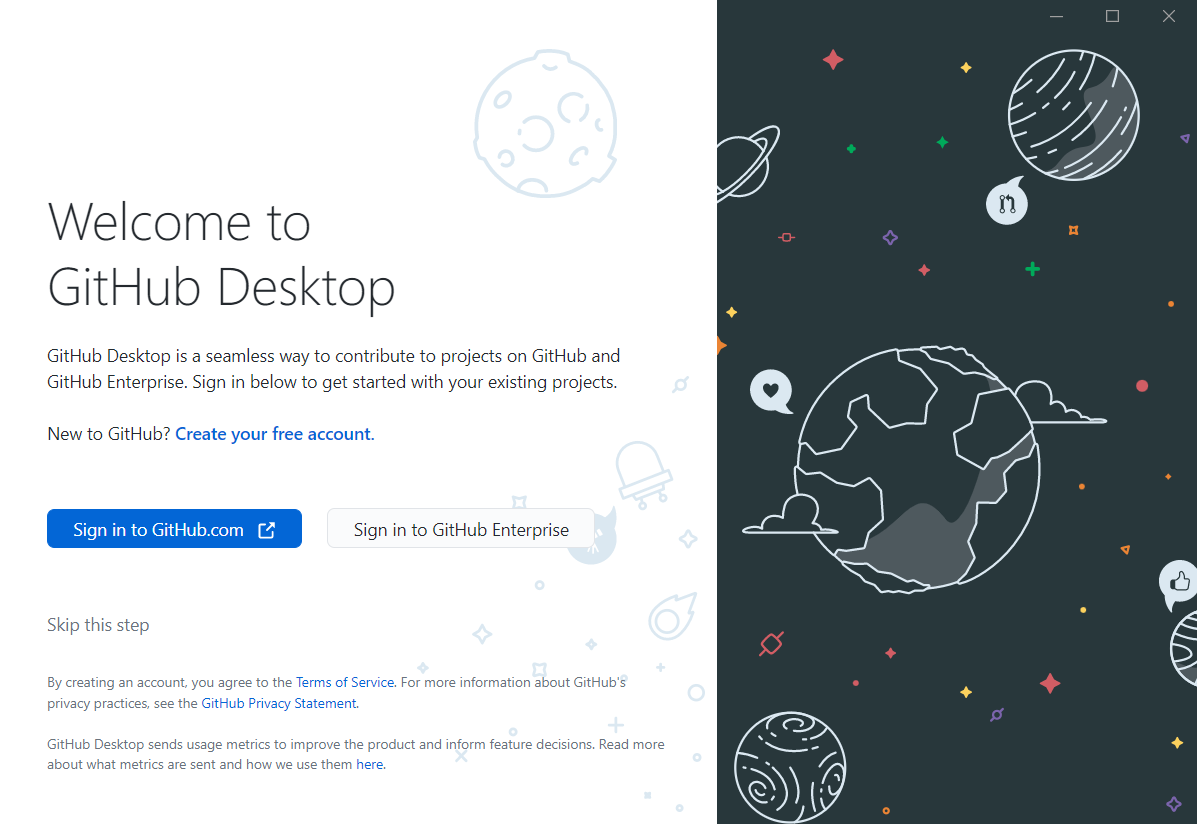 Welcome to
GitHub Desktop
GitHub Desktop is a seamless way to contribute to projects on GitHub and
GitHub Enterprise. Sign in below to get started with your existing projects.
New to GitHub? Create your free account.
Sign in to GitHub.com
Sign in to GitHub Enterprise
Skip this step
By creating an account, you agree to the Terms of Service. For more information about GitHub's
privacy practices, see the GitHub Privacy Statement.
GitHub Desktop sends usage metrics to improve the product and inform feature decisions. Read more
about what metrics are sent and how we use them here.